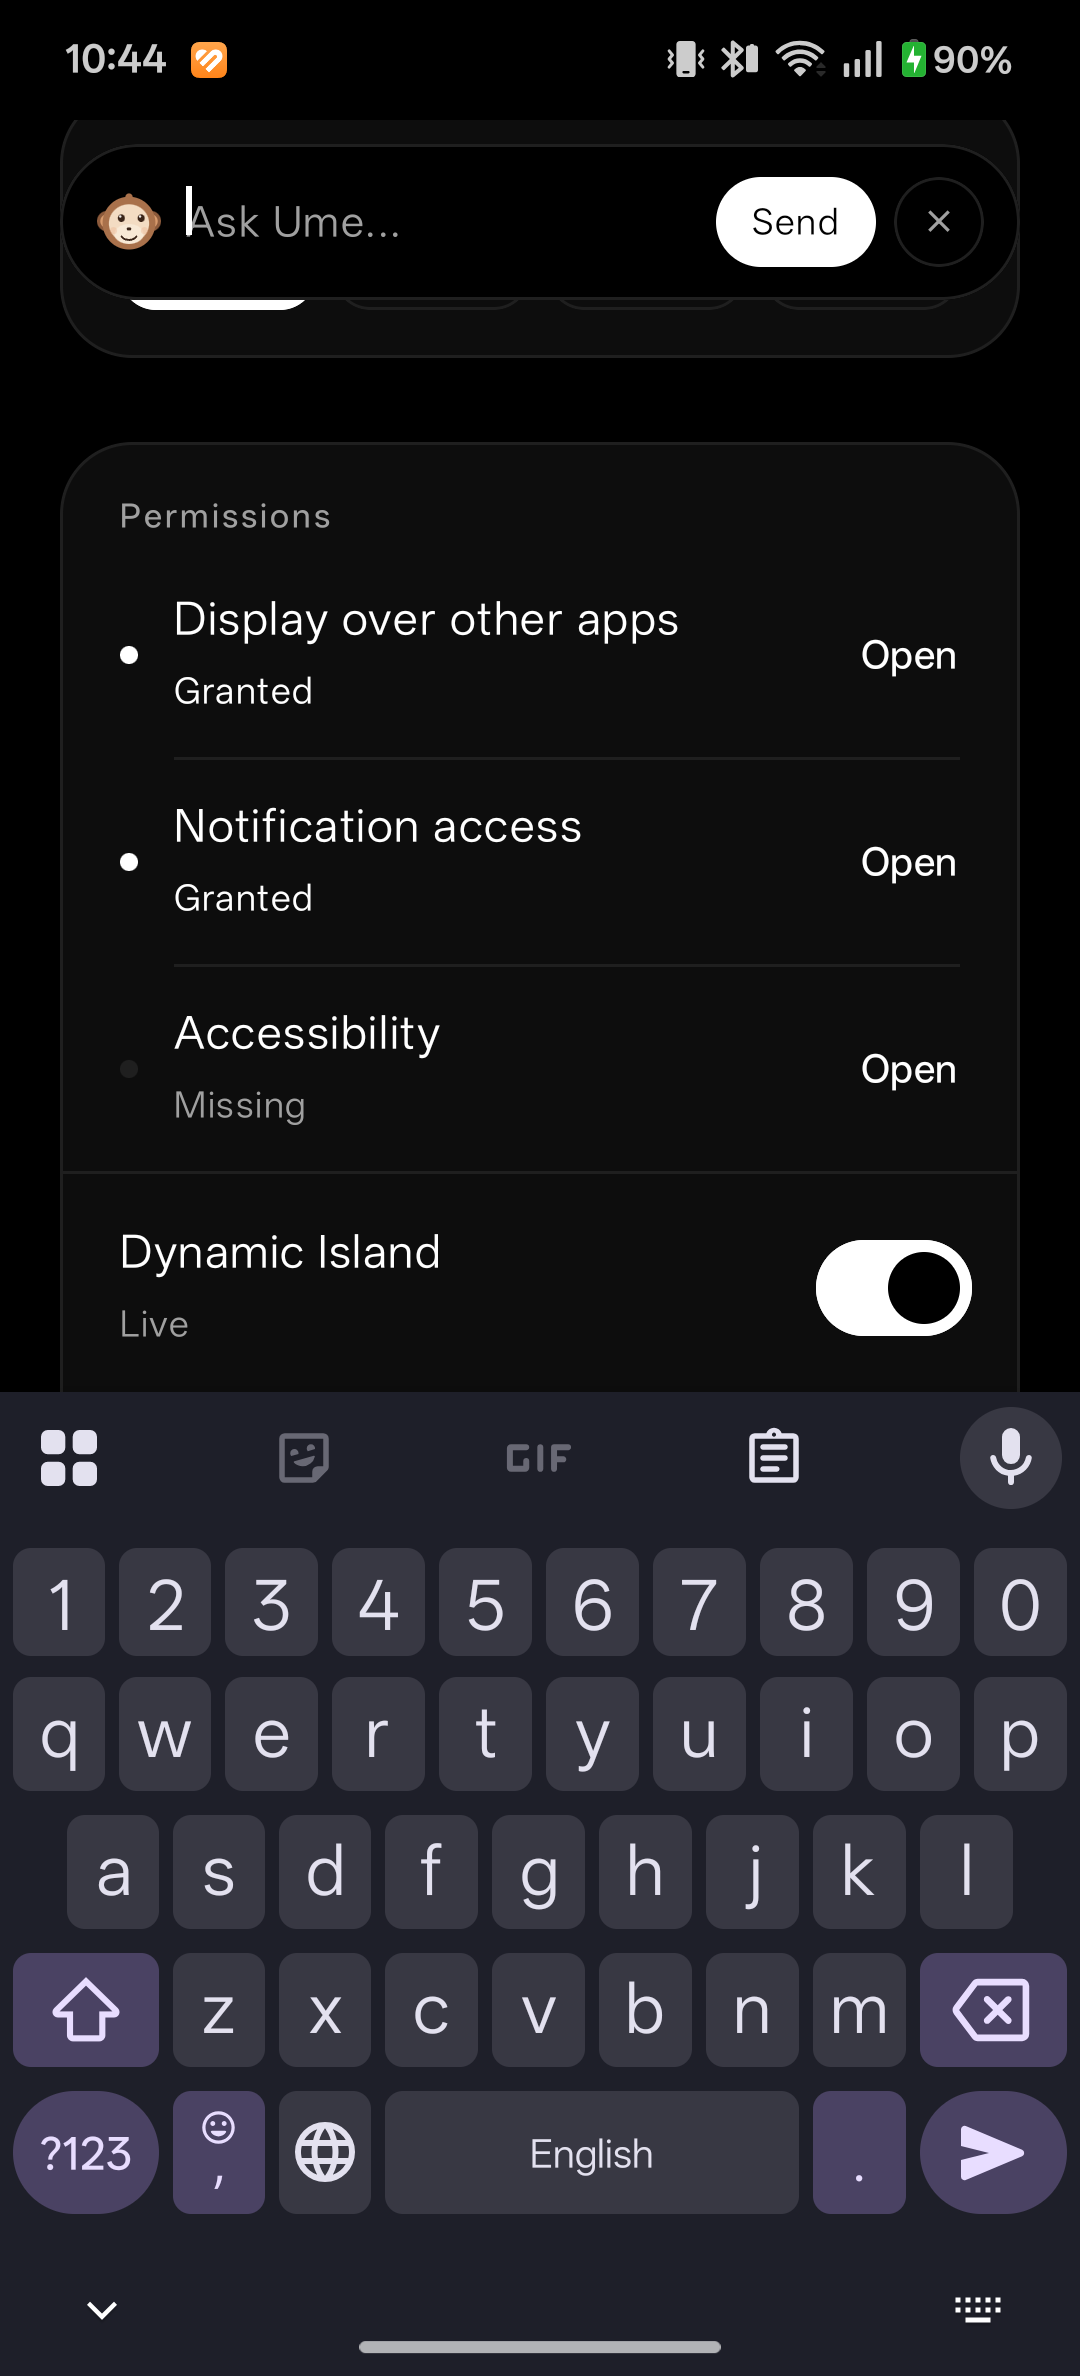 10:44
90%
Ask Ume...
Send
Permissions
Display over other apps
Granted
Open
Notification access
Granted
Open
Accessibility
Missing
Open
Dynamic Island
Live
GIF
1 2 3 4 5 6 7 8 9 0
q w e r t y u i o p
a s d f g h j k l
z x c v b n m
?123 , English .